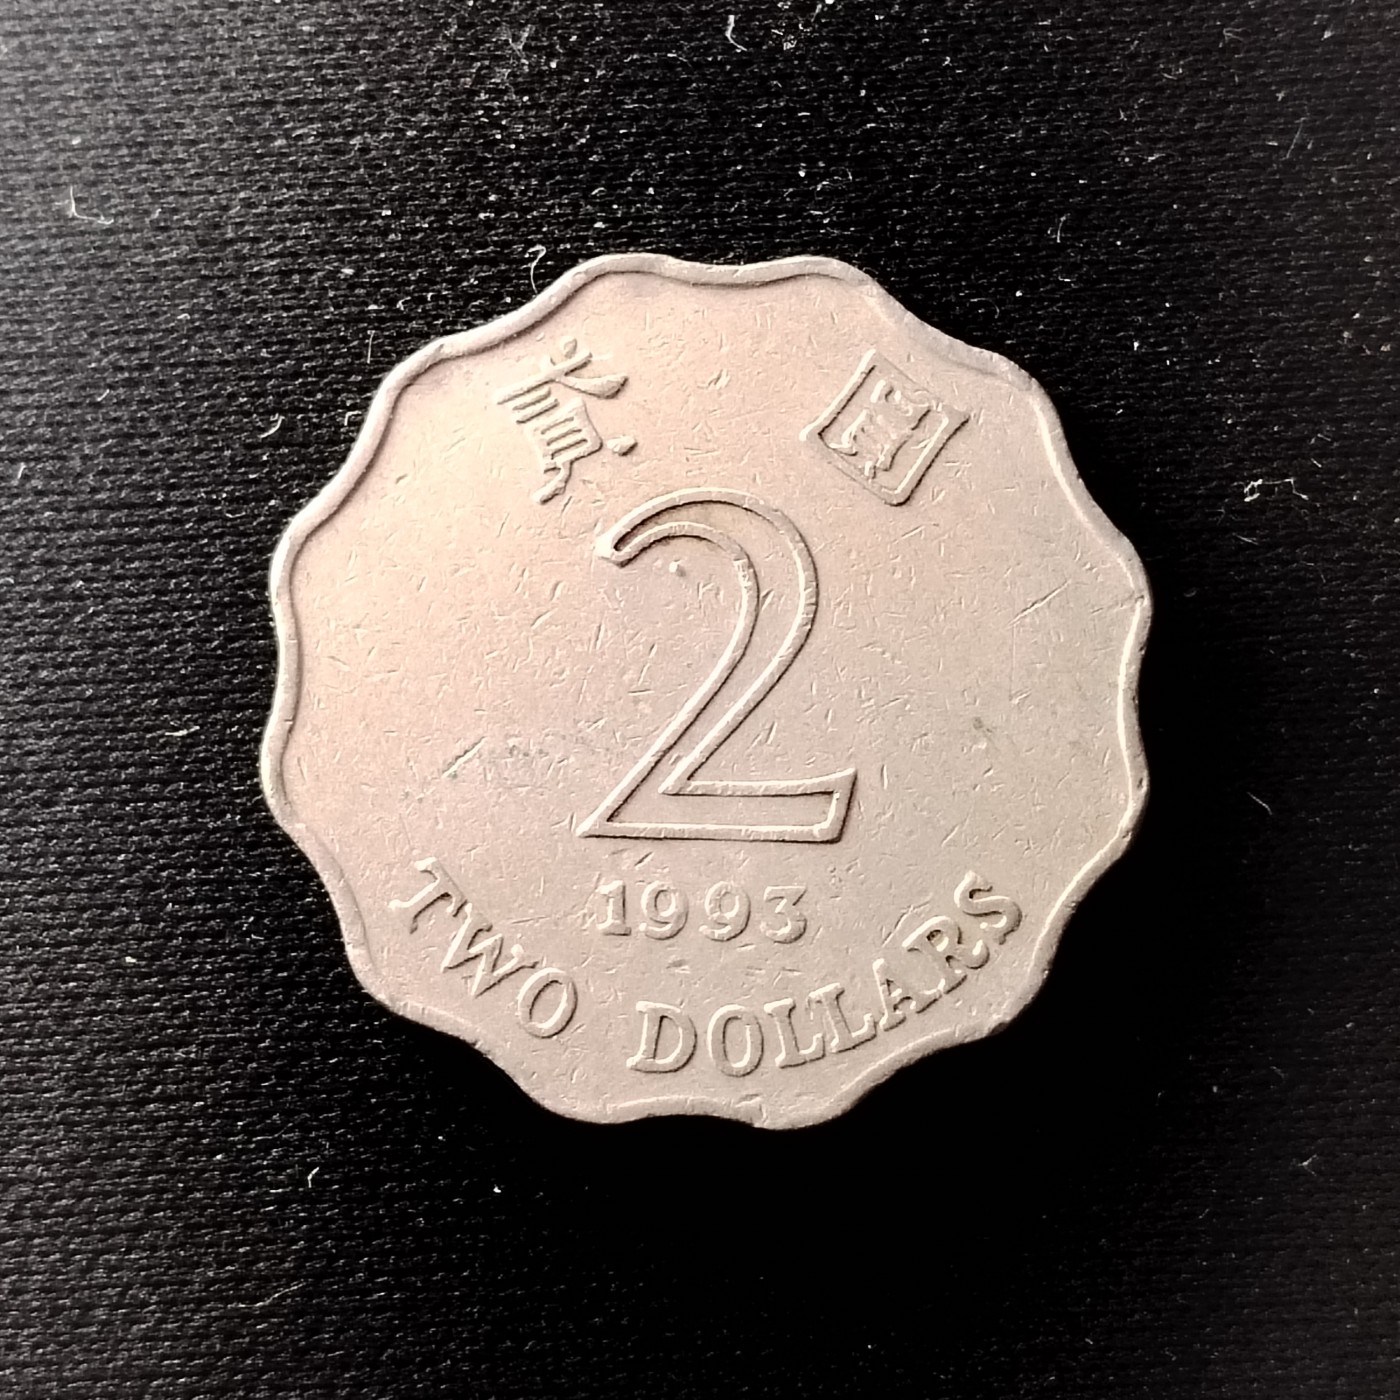 貳 圓
2
1993
TWO DOLLARS